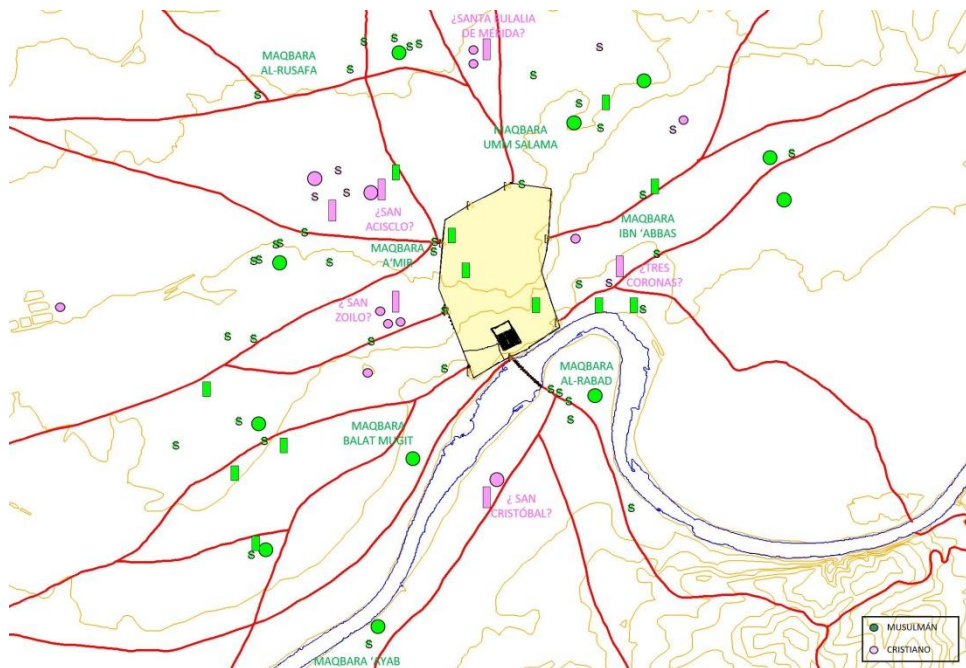 ¿SANTA EULALIA
DE MÉRIDA?
MAQBARA
AL-RUSAFA
MAQBARA
UMM SALAMA
¿SAN
ACISCLO?
MAQBARA
IBN ‘ABBAS
MAQBARA
A’MIR
¿TRES
CORONAS?
¿ SAN
ZOILO?
MAQBARA
AL-RABAD
MAQBARA
BALAT MUGIT
¿ SAN
CRISTÓBAL?
MAQBARA ‘AYAB
MUSULMÁN
CRISTIANO